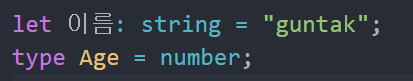 let 이름: string = "guntak";
type Age = number;